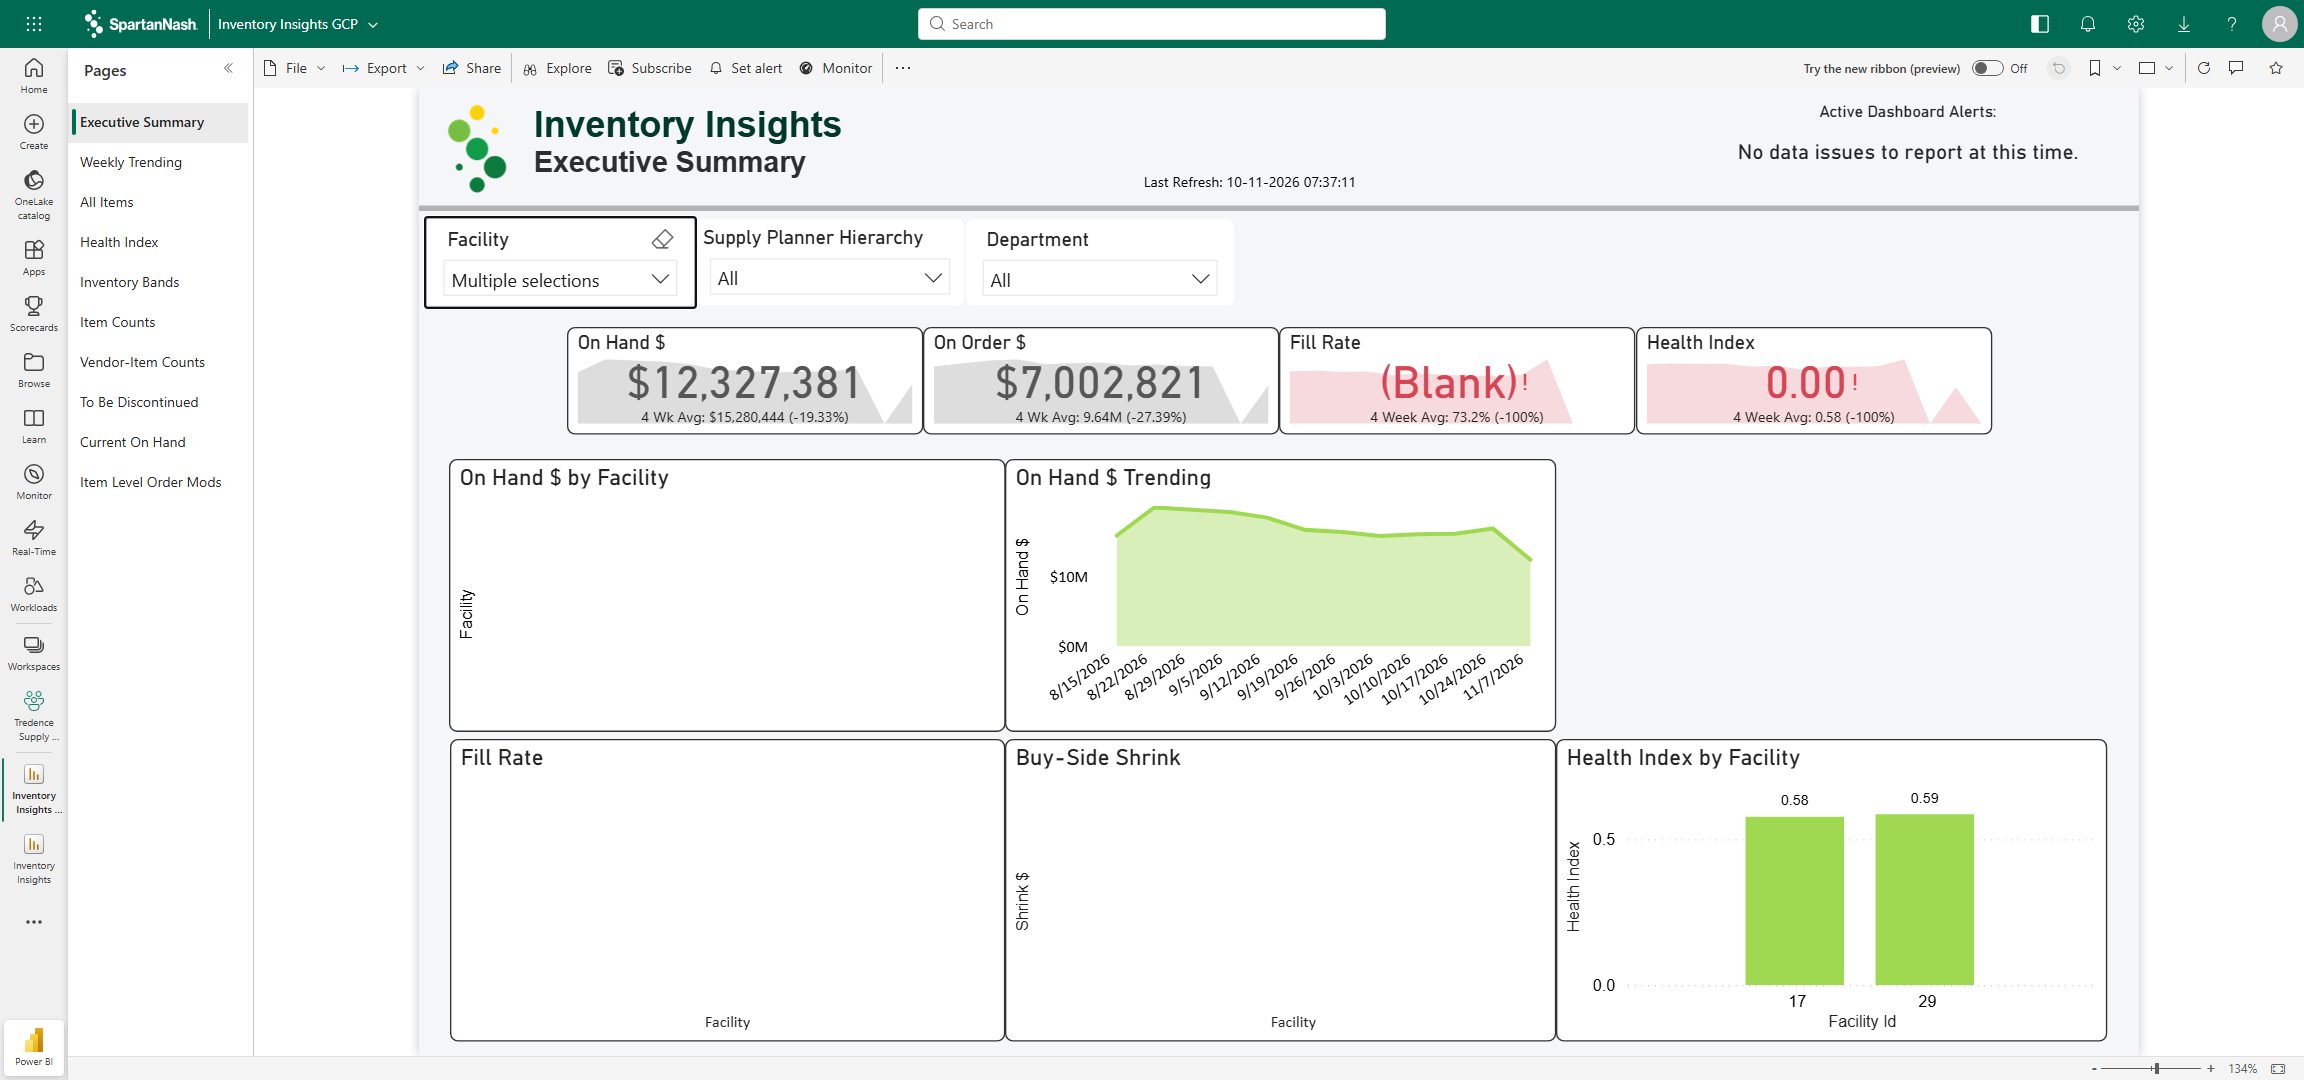 SpartanNash
Inventory Insights GCP
Search
Home
Create
OneLake
catalog
Apps
Scorecards
Browse
Learn
Monitor
Real-Time
Workloads
Workspaces
Tredence
Supply ...
Inventory
Insights ...
Inventory
Insights
Power BI
Pages
Executive Summary
Weekly Trending
All Items
Health Index
Inventory Bands
Item Counts
Vendor-Item Counts
To Be Discontinued
Current On Hand
Item Level Order Mods
File
Export
Share
Explore
Subscribe
Set alert
Monitor
Try the new ribbon (preview)
Off
Inventory Insights
Executive Summary
Last Refresh: 10-11-2026 07:37:11
Active Dashboard Alerts:
No data issues to report at this time.
Facility
Multiple selections
Supply Planner Hierarchy
All
Department
All
On Hand $
$12,327,381
4 Wk Avg: $15,280,444 (-19.33%)
On Order $
$7,002,821
4 Wk Avg: 9.64M (-27.39%)
Fill Rate
(Blank)!
4 Week Avg: 73.2% (-100%)
Health Index
0.00!
4 Week Avg: 0.58 (-100%)
On Hand $ by Facility
Facility
On Hand $ Trending
On Hand $
$10M
$0M
8/15/2026
8/22/2026
8/29/2026
9/5/2026
9/12/2026
9/19/2026
9/26/2026
10/3/2026
10/10/2026
10/17/2026
10/24/2026
11/7/2026
Fill Rate
Facility
Buy-Side Shrink
Shrink $
Facility
Health Index by Facility
Health Index
0.5
0.0
0.58
0.59
17
29
Facility Id
- + 134%